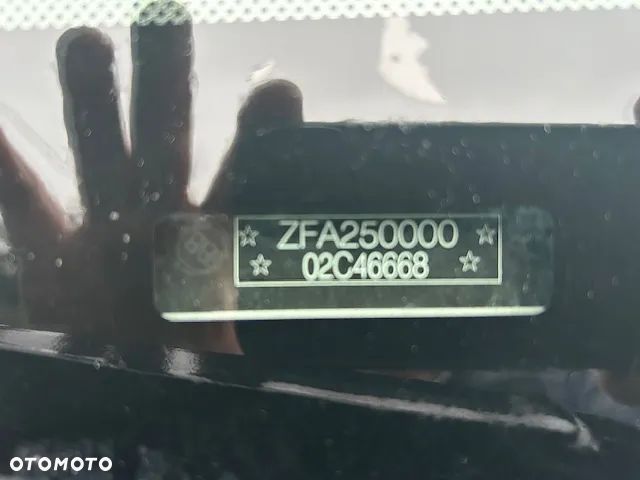 ☆ ZFA250000 ☆
☆ 02C46668 ☆
OTOMOTO